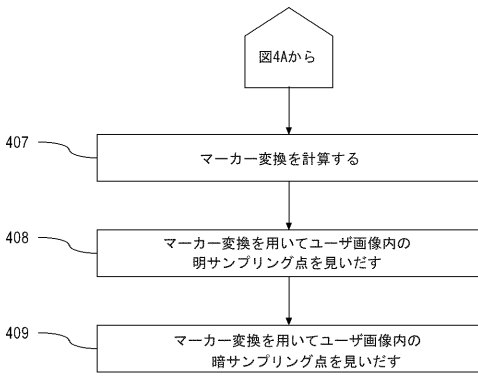 図4Aから
407
マーカー変換を計算する
408
マーカー変換を用いてユーザ画像内の
明サンプリング点を見いだす
409
マーカー変換を用いてユーザ画像内の
暗サンプリング点を見いだす